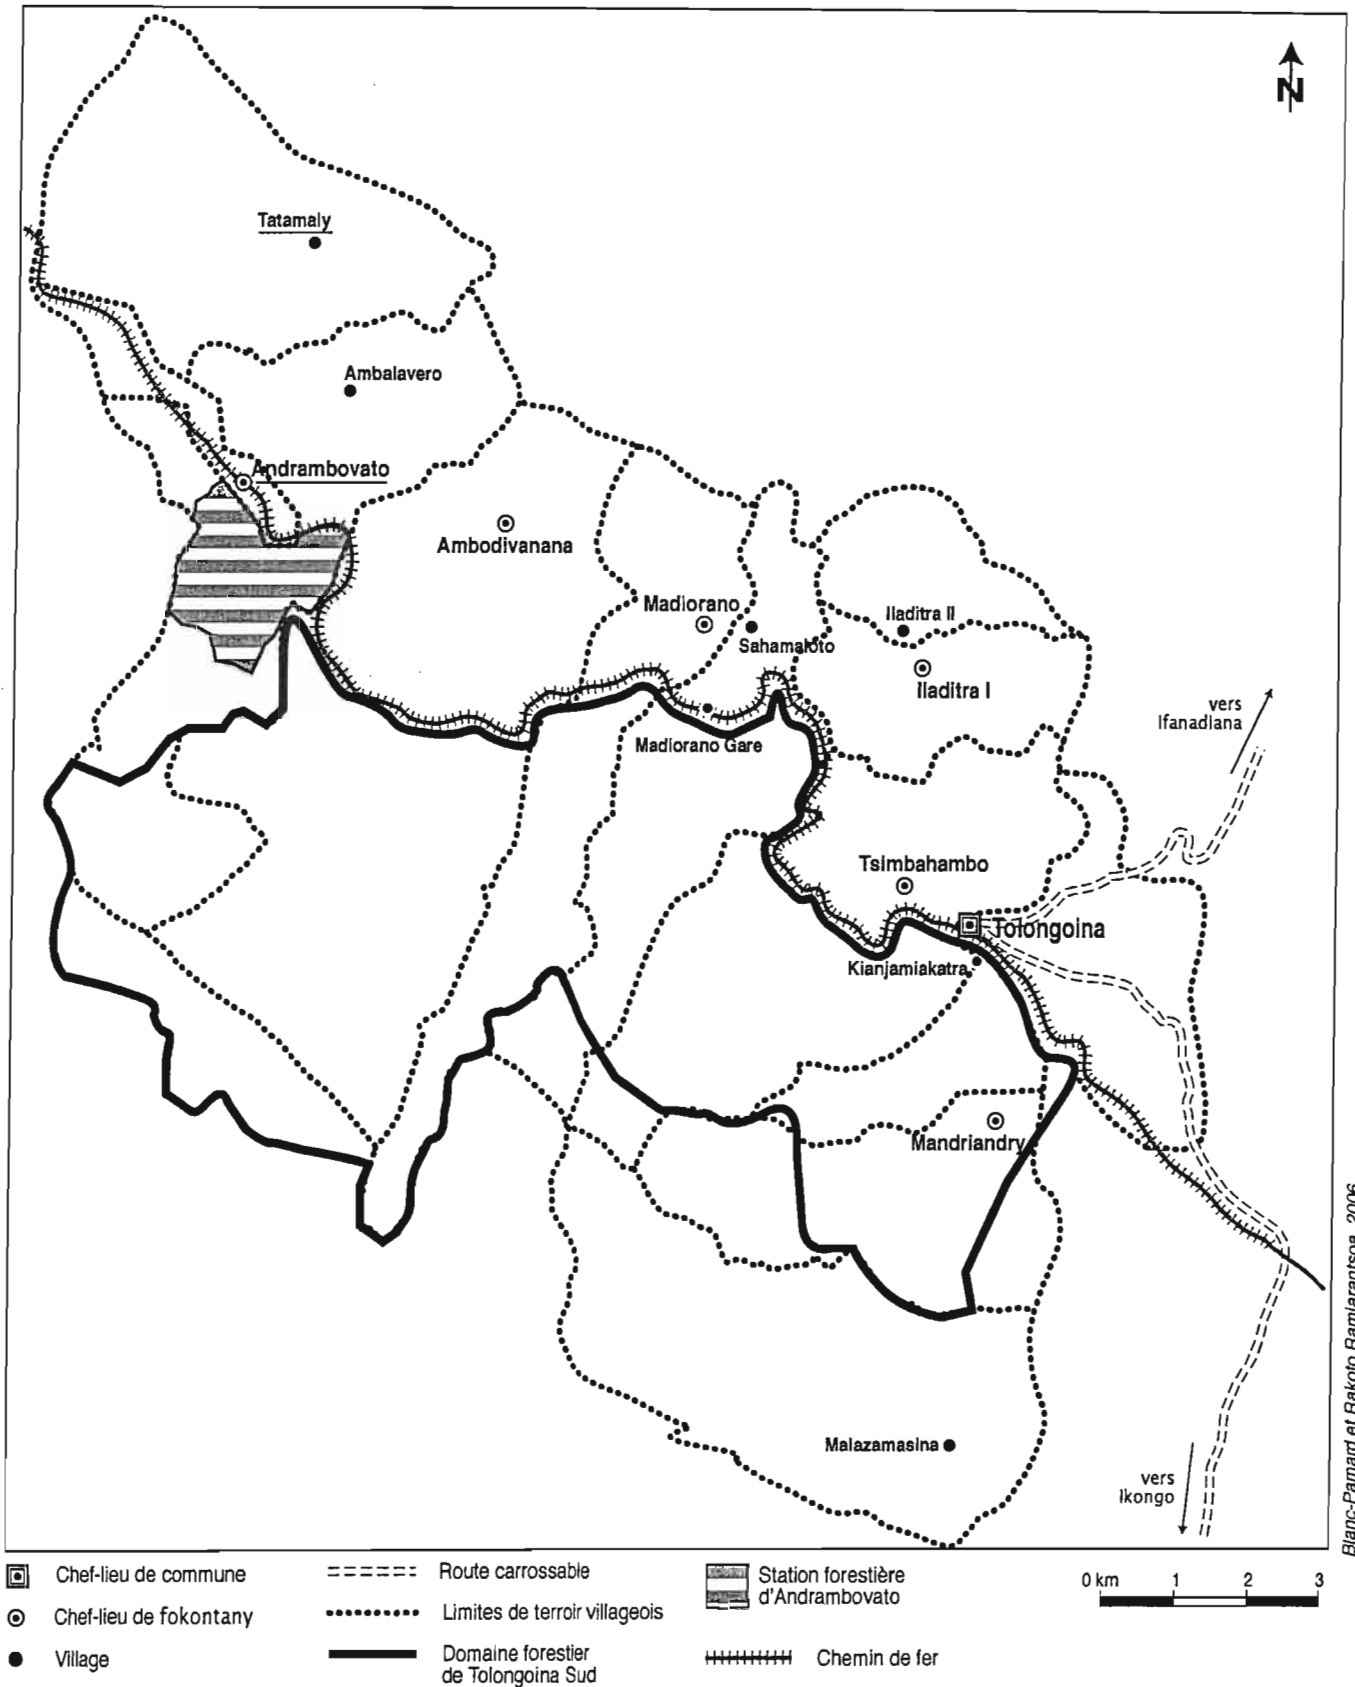 N
Tatamaly
Ambalavero
Andrambovato
Ambodivanana
Madiorano
Sahamaloto
Iladitra II
Iladitra I
vers
Ifanadiana
Madiorano Gare
Tsimbahambo
Tolongoina
Kianjamiakatra
Mandriandry
Malazamasina
vers
Ikongo
Blanc-Pamard et Rakoto Ramiarantsoa, 2006
Chef-lieu de commune
Chef-lieu de fokontany
Village
Route carrossable
Limites de terroir villageois
Domaine forestier
de Tolongoina Sud
Station forestière
d'Andrambovato
Chemin de fer
0 km 1 2 3